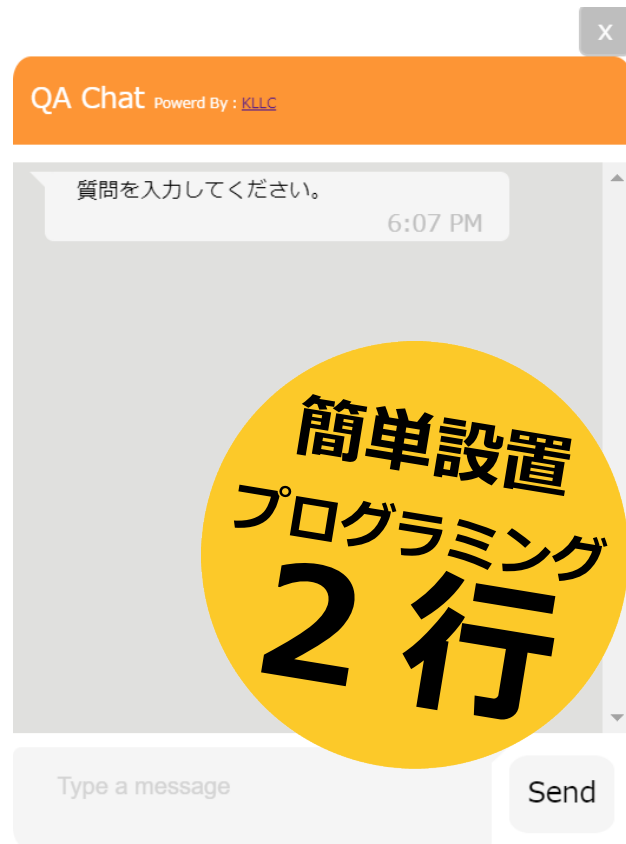 x
QA Chat Powerd By : KLLC
質問を入力してください。
6:07 PM
簡単設置
プログラミング
２行
Type a message
Send